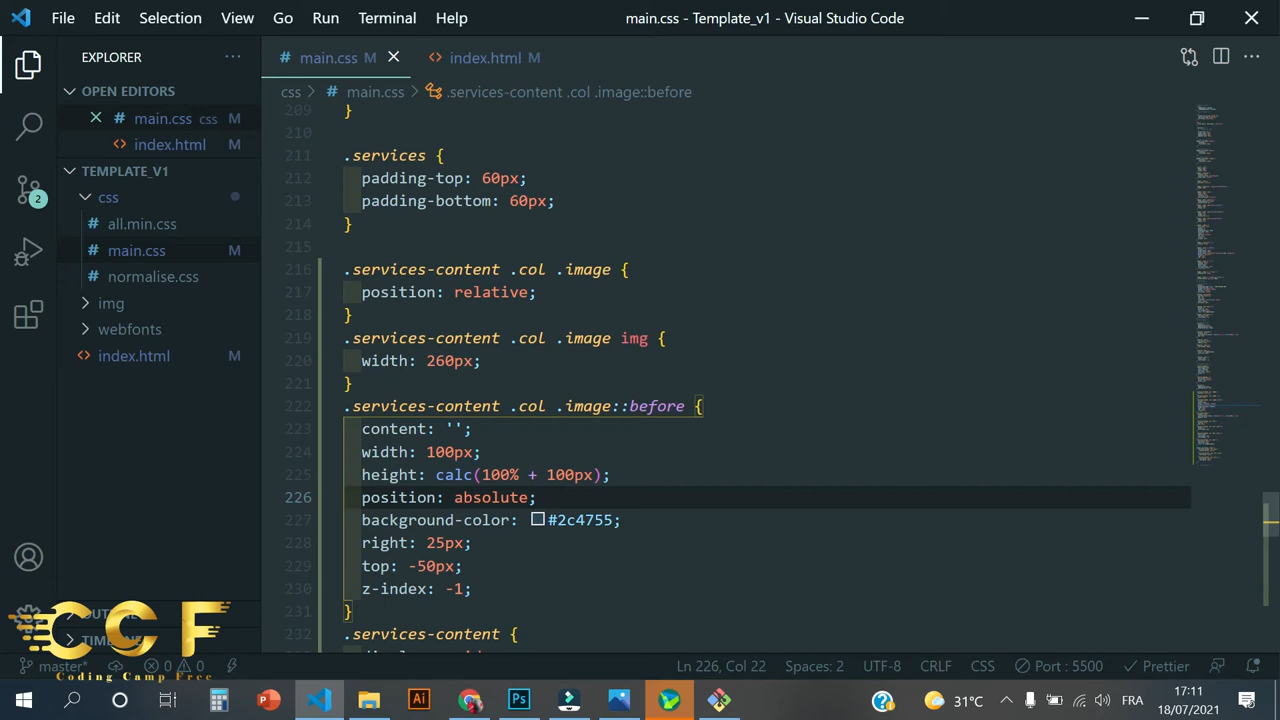 File Edit Selection View Go Run Terminal Help main.css - Template_v1 - Visual Studio Code
EXPLORER
OPEN EDITORS
main.css css M
index.html M
TEMPLATE_V1
css
all.min.css
main.css M
normalise.css
img
webfonts
index.html M
2
main.css M index.html M
css > main.css > .services-content .col .image::before
209 }
210
211 .services {
212 padding-top: 60px;
213 padding-bottom: 60px;
214 }
215
216 .services-content .col .image {
217 position: relative;
218 }
219 .services-content .col .image img {
220 width: 260px;
221 }
222 .services-content .col .image::before {
223 content: '';
224 width: 100px;
225 height: calc(100% + 100px);
226 position: absolute;
227 background-color: #2c4755;
228 right: 25px;
229 top: -50px;
230 z-index: -1;
231 }
232 .services-content {
CCF
Coding Camp Free
master* 0 0 Ln 226, Col 22 Spaces: 2 UTF-8 CRLF CSS Port : 5500 Prettier
31°C FRA 17:11
18/07/2021